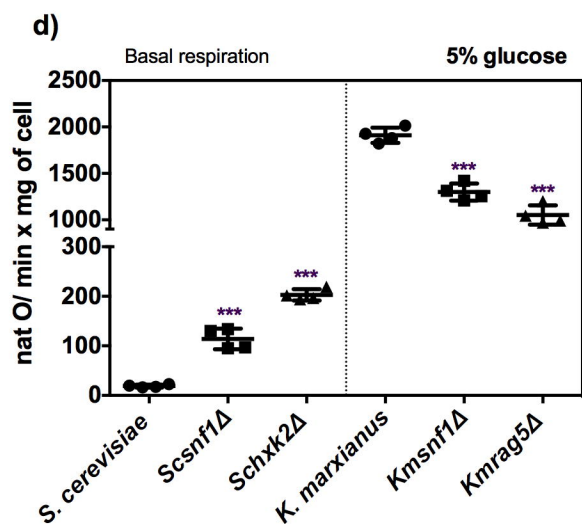 d)
Basal respiration 5% glucose
nat O/ min x mg of cell
2500
2000
1500
1000
300
200
100
0
***
***
***
***
S. cerevisiae
Scsnf1Δ
Schxk2Δ
K. marxianus
Kmsnf1Δ
Kmrag5Δ